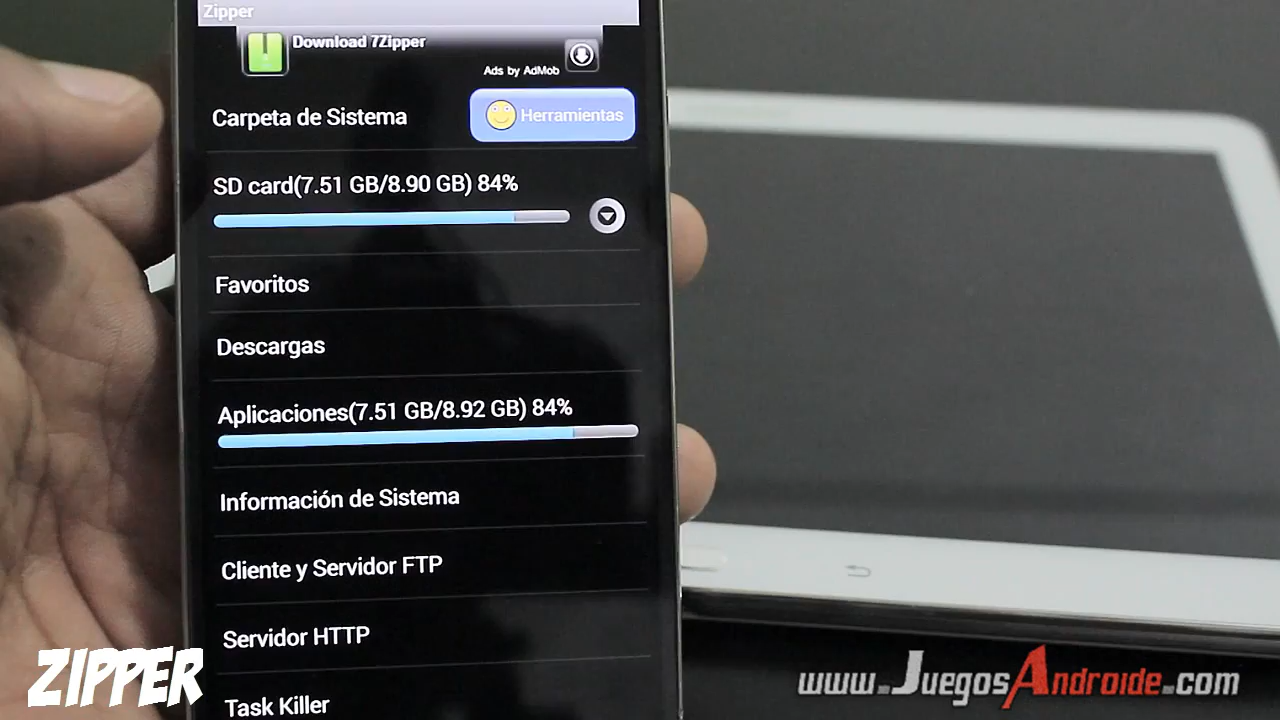 Zipper
Download 7Zipper
Ads by AdMob
Carpeta de Sistema
Herramientas
SD card(7.51 GB/8.90 GB) 84%
Favoritos
Descargas
Aplicaciones(7.51 GB/8.92 GB) 84%
Información de Sistema
Cliente y Servidor FTP
Servidor HTTP
Task Killer
ZIPPER
www.JuegosAndroide.com